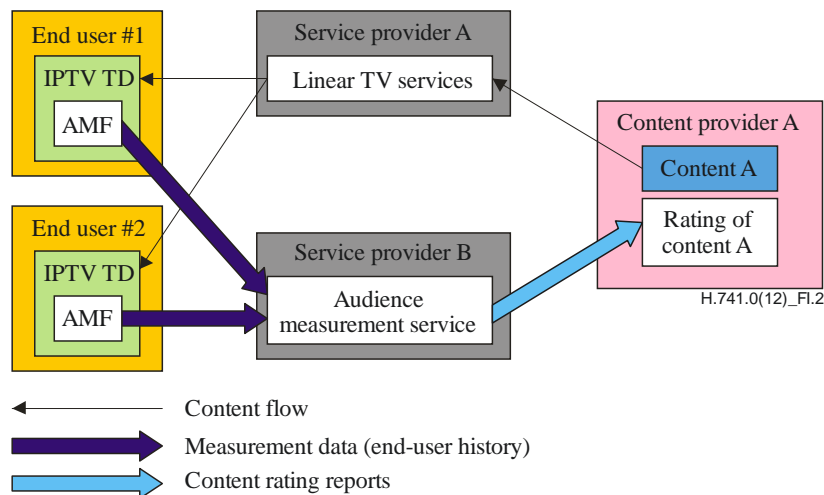 End user #1
IPTV TD
AMF
Service provider A
Linear TV services
Content provider A
Content A
Rating of
content A
End user #2
IPTV TD
AMF
Service provider B
Audience
measurement service
H.741.0(12)_FI.2
Content flow
Measurement data (end-user history)
Content rating reports